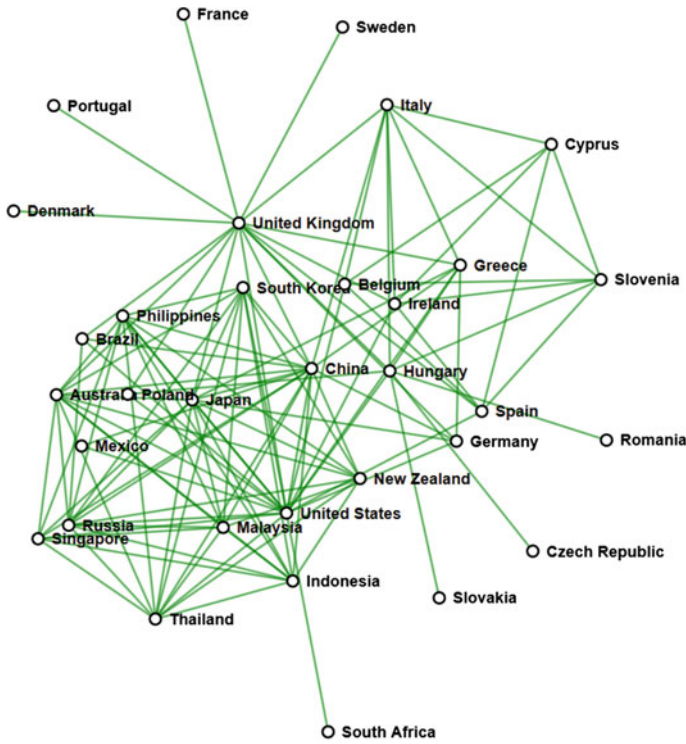 France
Sweden
Portugal
Italy
Cyprus
Denmark
United Kingdom
Greece
Slovenia
South Korea
Belgium
Ireland
Philippines
Brazil
China
Hungary
Australia
Poland
Japan
Spain
Mexico
Germany
Romania
New Zealand
United States
Russia
Malaysia
Singapore
Czech Republic
Indonesia
Slovakia
Thailand
South Africa